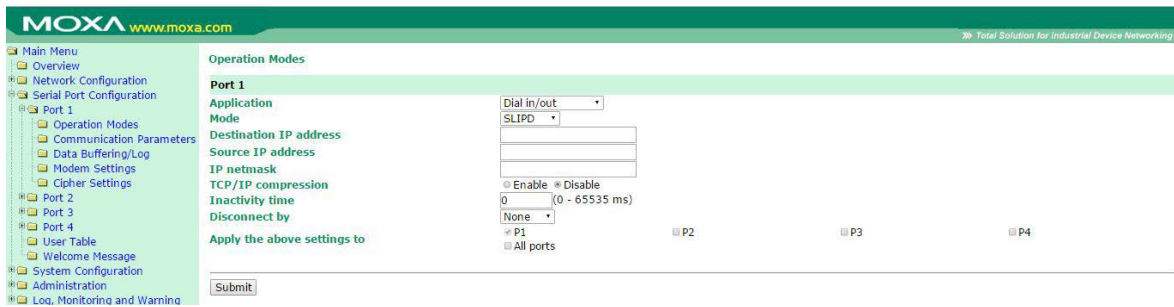 MOXA www.moxa.com
Total Solution for Industrial Device Networking
Main Menu
Overview
Network Configuration
Serial Port Configuration
Port 1
Operation Modes
Communication Parameters
Data Buffering/Log
Modem Settings
Cipher Settings
Port 2
Port 3
Port 4
User Table
Welcome Message
System Configuration
Administration
Log, Monitoring and Warning
Operation Modes
Port 1
Application Dial in/out
Mode SLIPD
Destination IP address
Source IP address
IP netmask
TCP/IP compression Enable Disable
Inactivity time 0 (0 - 65535 ms)
Disconnect by None
Apply the above settings to P1 P2 P3 P4
All ports
Submit